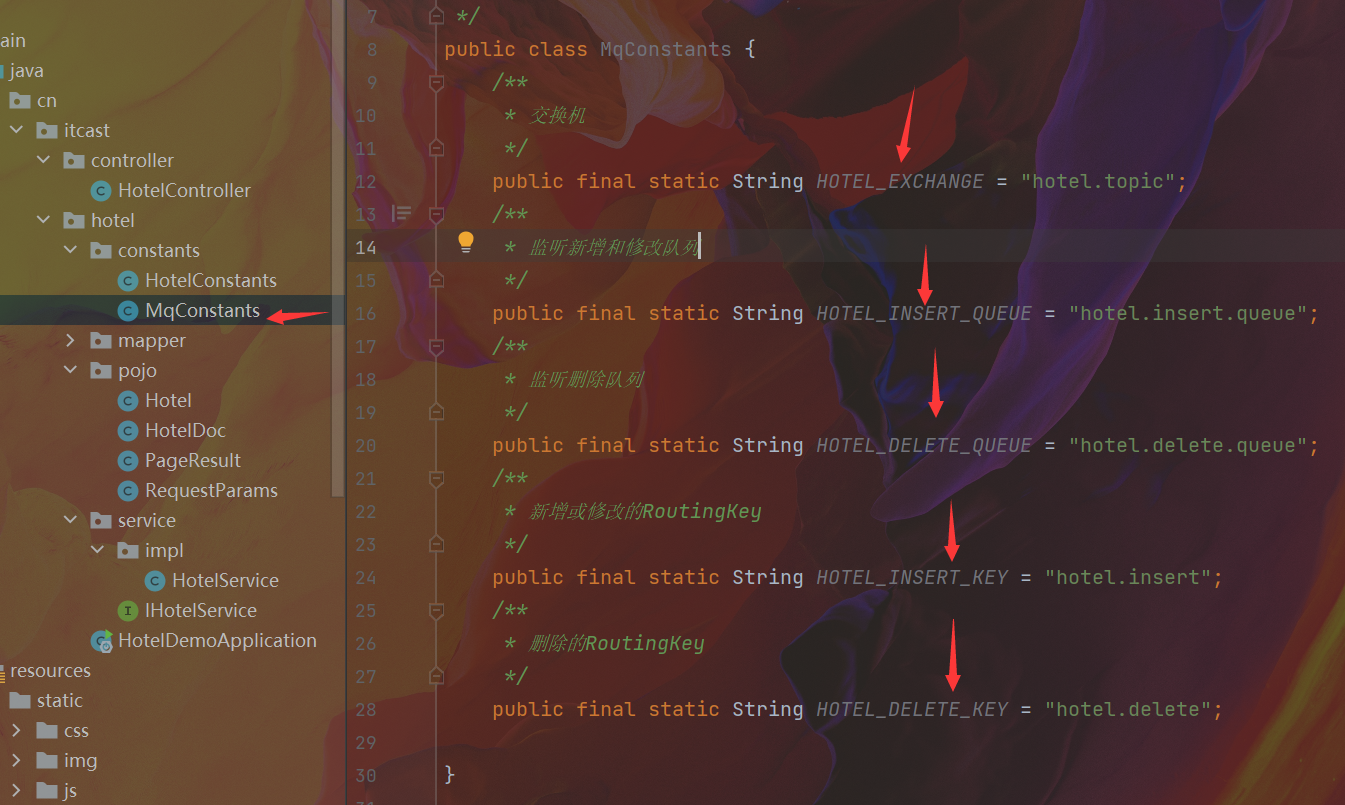 ain
java
cn
itcast
controller
HotelController
hotel
constants
HotelConstants
MqConstants
mapper
pojo
Hotel
HotelDoc
PageResult
RequestParams
service
impl
HotelService
IHotelService
HotelDemoApplication
resources
static
css
img
js
7 */
8 public class MqConstants {
9 /**
10 * 交换机
11 */
12 public final static String HOTEL_EXCHANGE = "hotel.topic";
13 /**
14 * 监听新增和修改队列
15 */
16 public final static String HOTEL_INSERT_QUEUE = "hotel.insert.queue";
17 /**
18 * 监听删除队列
19 */
20 public final static String HOTEL_DELETE_QUEUE = "hotel.delete.queue";
21 /**
22 * 新增或修改的RoutingKey
23 */
24 public final static String HOTEL_INSERT_KEY = "hotel.insert";
25 /**
26 * 删除的RoutingKey
27 */
28 public final static String HOTEL_DELETE_KEY = "hotel.delete";
29
30 }